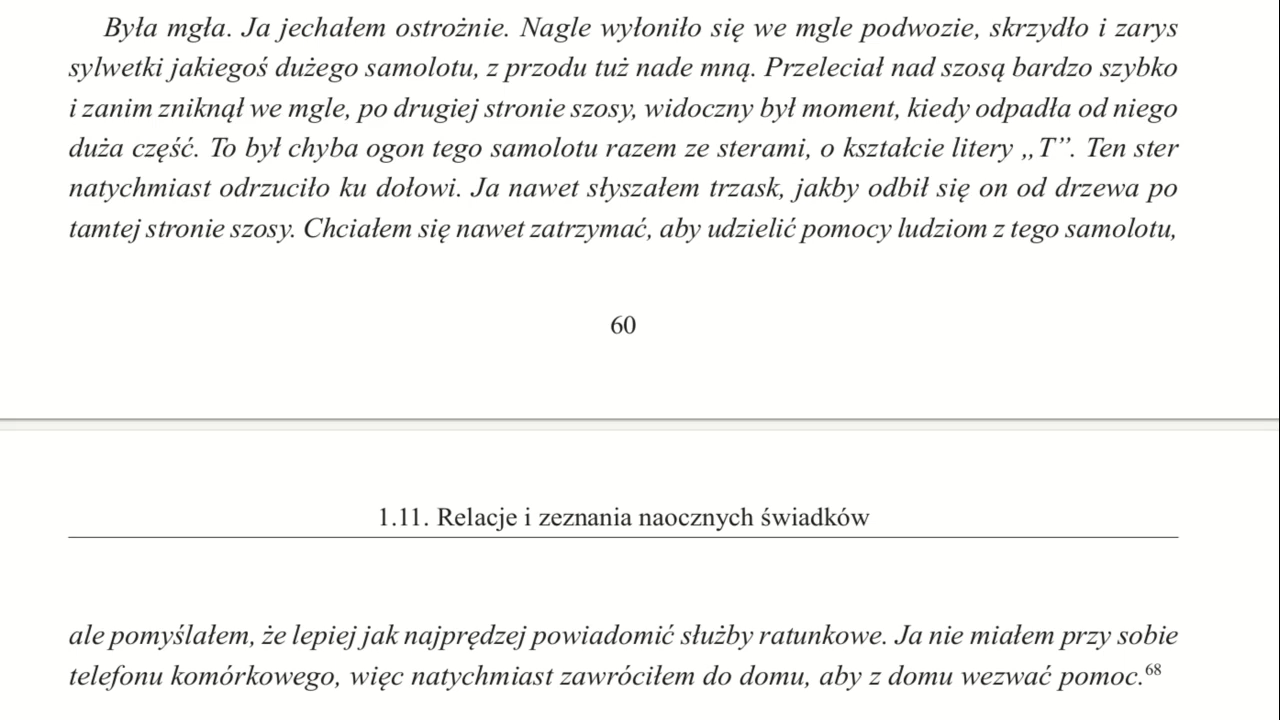 Była mgła. Ja jechałem ostrożnie. Nagle wyłoniło się we mgle podwozie, skrzydło i zarys
sylwetki jakiegoś dużego samolotu, z przodu tuż nade mną. Przeleciał nad szosą bardzo szybko
i zanim zniknął we mgle, po drugiej stronie szosy, widoczny był moment, kiedy odpadła od niego
duża część. To był chyba ogon tego samolotu razem ze sterami, o kształcie litery „T”. Ten ster
natychmiast odrzuciło ku dołowi. Ja nawet słyszałem trzask, jakby odbił się on od drzewa po
tamtej stronie szosy. Chciałem się nawet zatrzymać, aby udzielić pomocy ludziom z tego samolotu,
60
1.11. Relacje i zeznania naocznych świadków
ale pomyślałem, że lepiej jak najprędzej powiadomić służby ratunkowe. Ja nie miałem przy sobie
telefonu komórkowego, więc natychmiast zawróciłem do domu, aby z domu wezwać pomoc.68